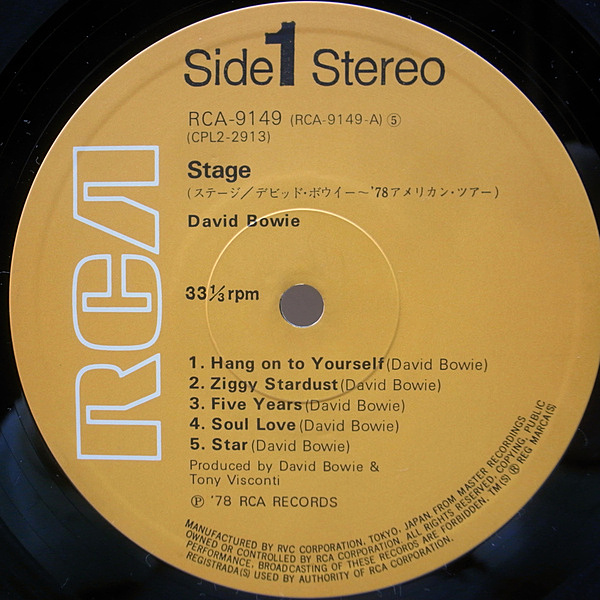 Side 1 Stereo
RCA-9149 (RCA-9149-A) ⑤
(CPL2-2913)
Stage
(ステージ/デビッド・ボウイー〜'78アメリカン・ツアー)
David Bowie
RCA
33 1/3 rpm
1. Hang on to Yourself (David Bowie)
2. Ziggy Stardust (David Bowie)
3. Five Years (David Bowie)
4. Soul Love (David Bowie)
5. Star (David Bowie)
Produced by David Bowie &
Tony Visconti
℗ '78 RCA RECORDS
MANUFACTURED BY RVC CORPORATION, TOKYO, JAPAN, FROM MASTER RECORDINGS
OWNED OR CONTROLLED BY RCA CORPORATION. ALL RIGHTS RESERVED. COPYING, PUBLIC
PERFORMANCE, BROADCASTING OF THESE RECORDS ARE FORBIDDEN. TM(S) ® REG MARCA(S)
REGISTRADA(S) USED BY AUTHORITY OF RCA CORPORATION.